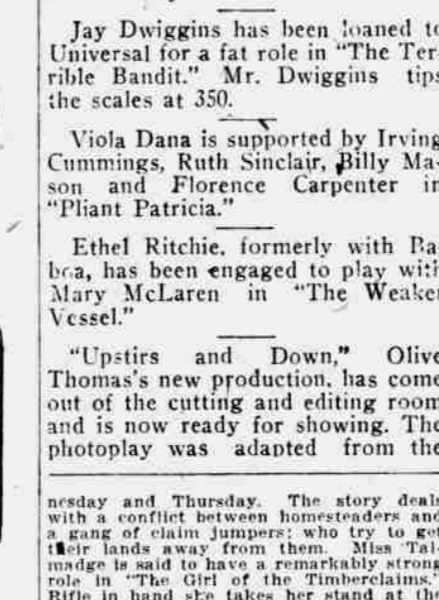 Jay Dwiggins has been loaned to
Universal for a fat role in "The Ter-
rible Bandit." Mr. Dwiggins tips
the scales at 350.
Viola Dana is supported by Irving
Cummings, Ruth Sinclair, Billy Ma-
son and Florence Carpenter in
"Pliant Patricia."
Ethel Ritchie, formerly with Ba-
boa, has been engaged to play with
Mary McLaren in "The Weaker
Vessel."
"Upstirs and Down," Olive
Thomas's new production, has come
out of the cutting and editing room
and is now ready for showing. The
photoplay was adapted from the
nesday and Thursday. The story deals
with a conflict between homesteaders and
a gang of claim jumpers; who try to get
their lands away from them. Miss Tal-
madge is said to have a remarkably strong
role in "The Girl of the Timberclaims."
Rifle in hand she takes her stand at the